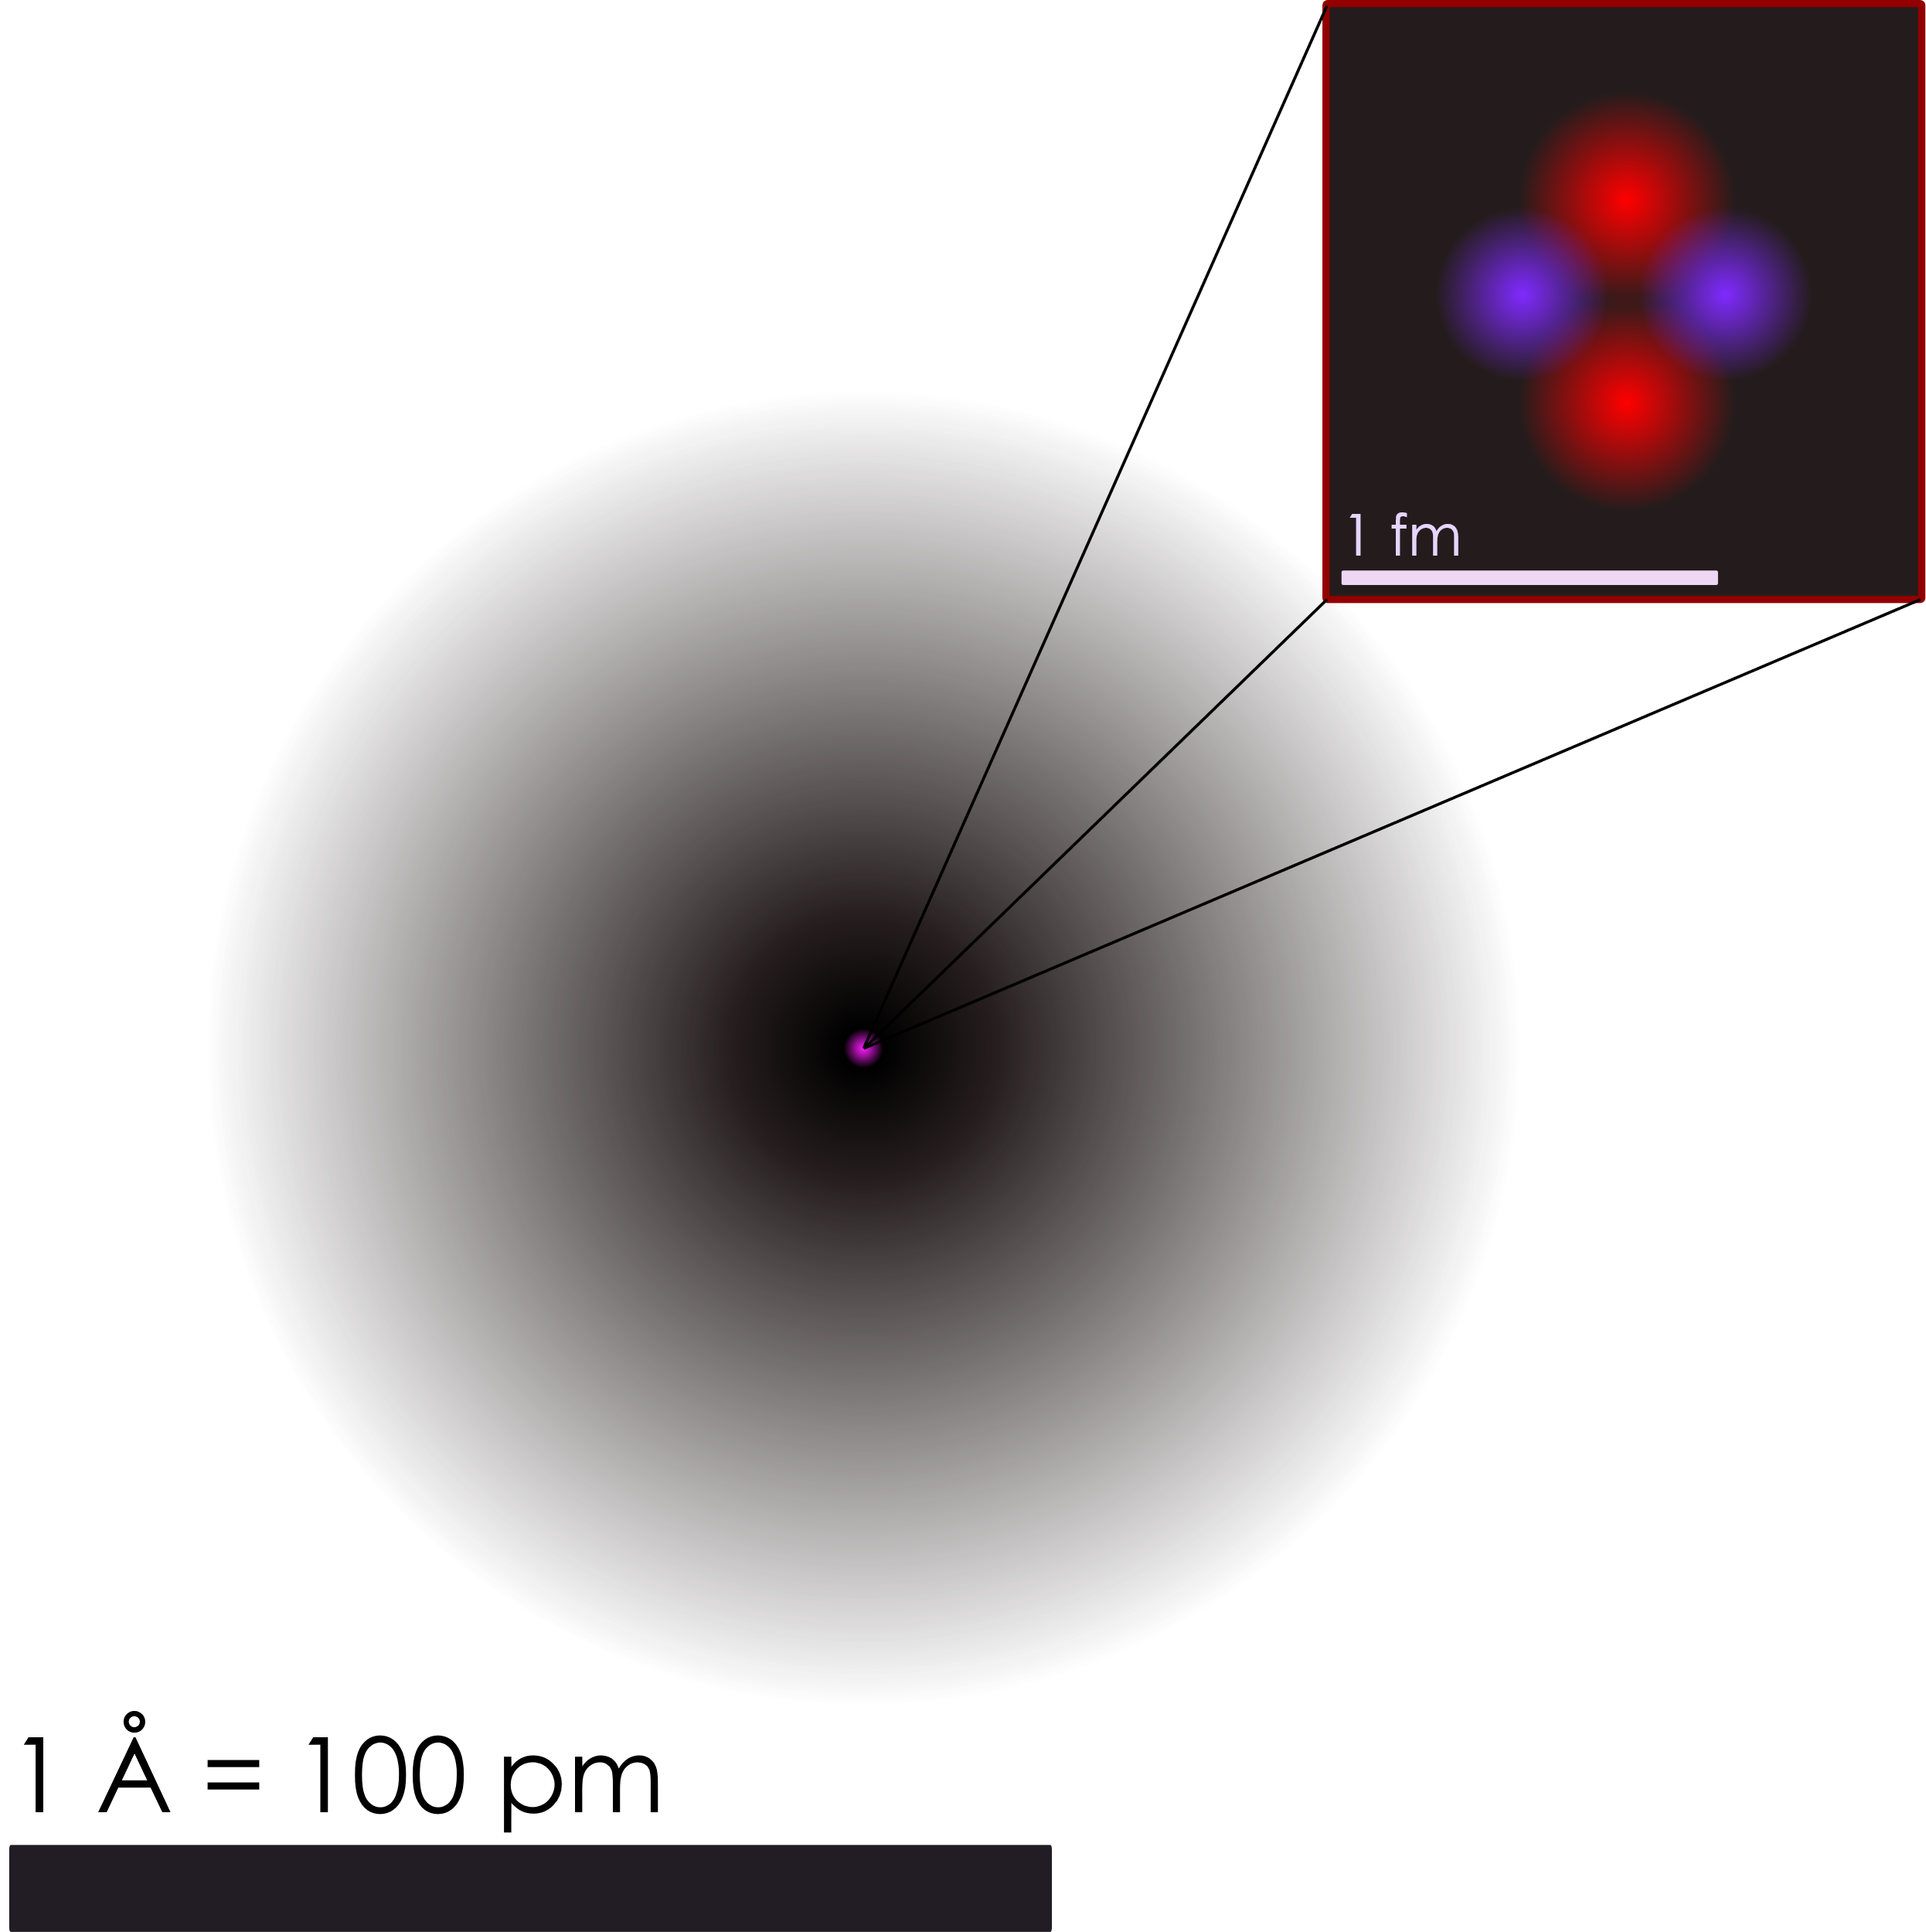 1 fm
1 Å = 100 pm